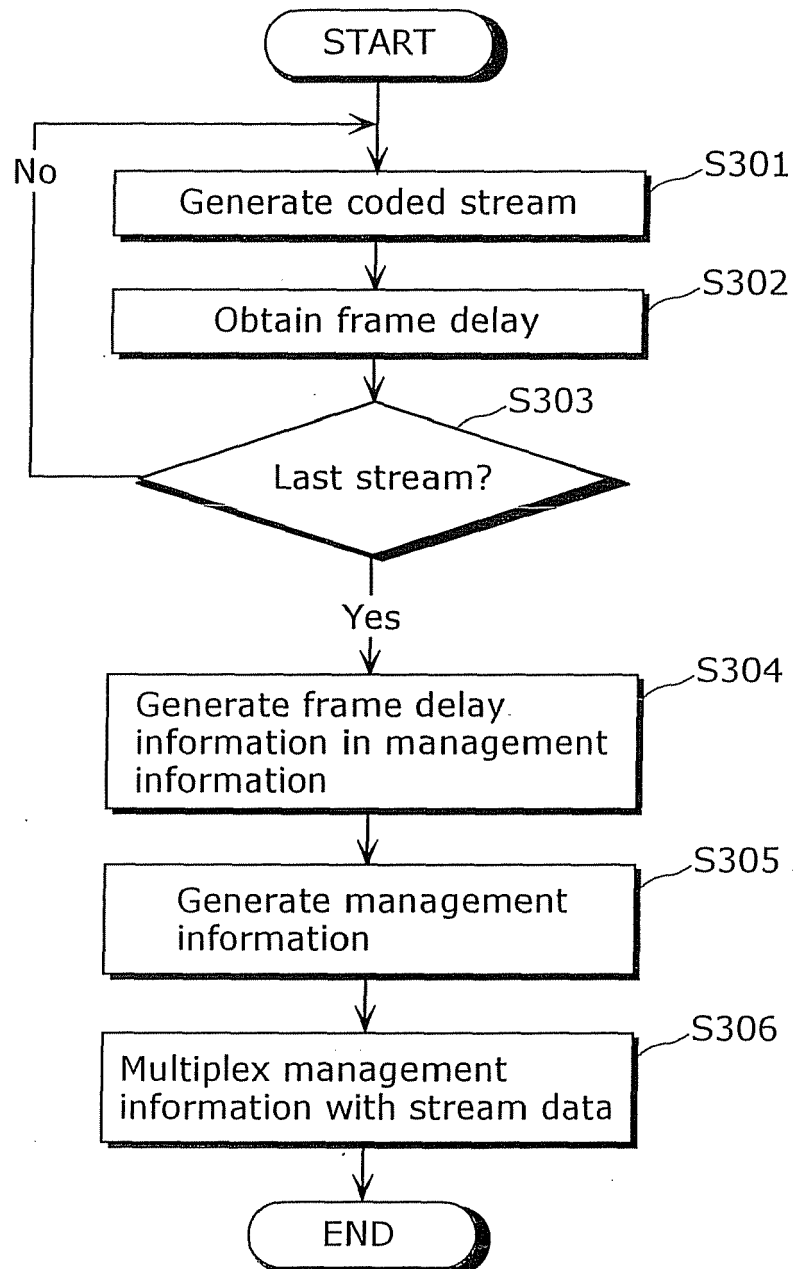 START
No
S301
Generate coded stream
S302
Obtain frame delay
S303
Last stream?
Yes
S304
Generate frame delay
information in management
information
S305
Generate management
information
S306
Multiplex management
information with stream data
END